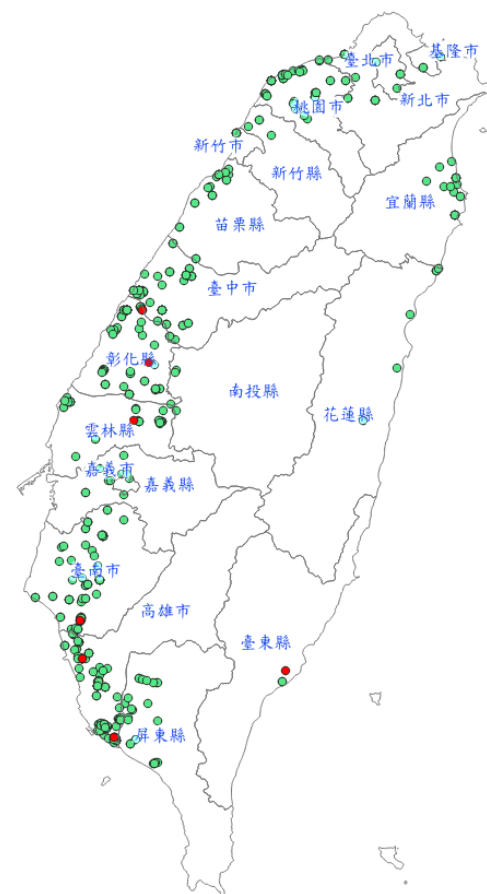 基隆市
臺北市
新北市
桃園市
新竹市
新竹縣
宜蘭縣
苗栗縣
臺中市
彰化縣
南投縣
花蓮縣
雲林縣
嘉義市
嘉義縣
臺南市
高雄市
臺東縣
屏東縣